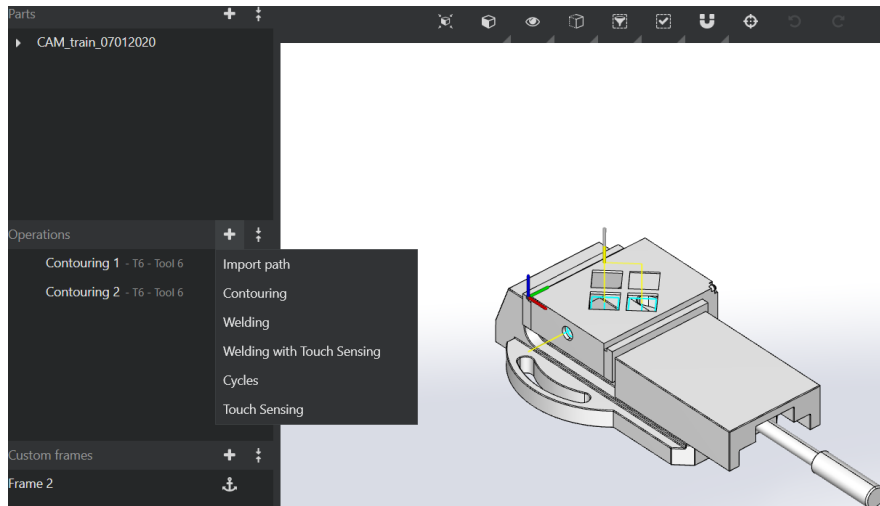 Parts
CAM_train_07012020
Operations
Contouring 1 - T6 - Tool 6
Contouring 2 - T6 - Tool 6
Import path
Contouring
Welding
Welding with Touch Sensing
Cycles
Touch Sensing
Custom frames
Frame 2